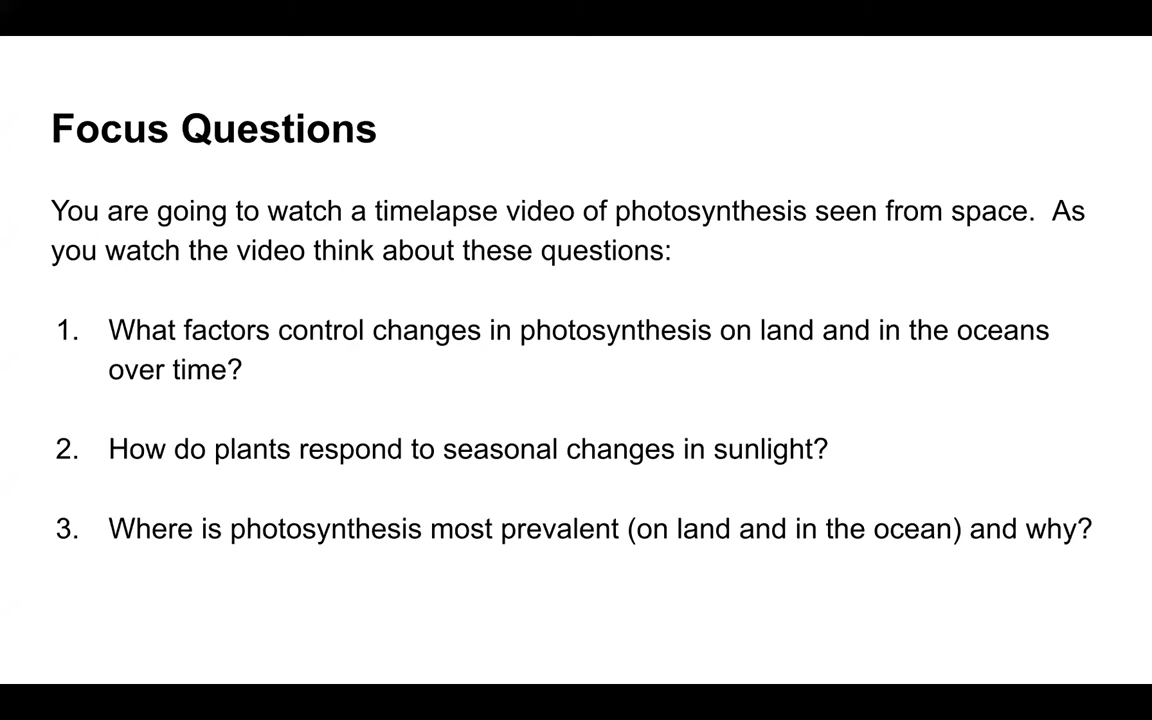 Focus Questions
You are going to watch a timelapse video of photosynthesis seen from space.  As
you watch the video think about these questions:
1. What factors control changes in photosynthesis on land and in the oceans
over time?
2. How do plants respond to seasonal changes in sunlight?
3. Where is photosynthesis most prevalent (on land and in the ocean) and why?